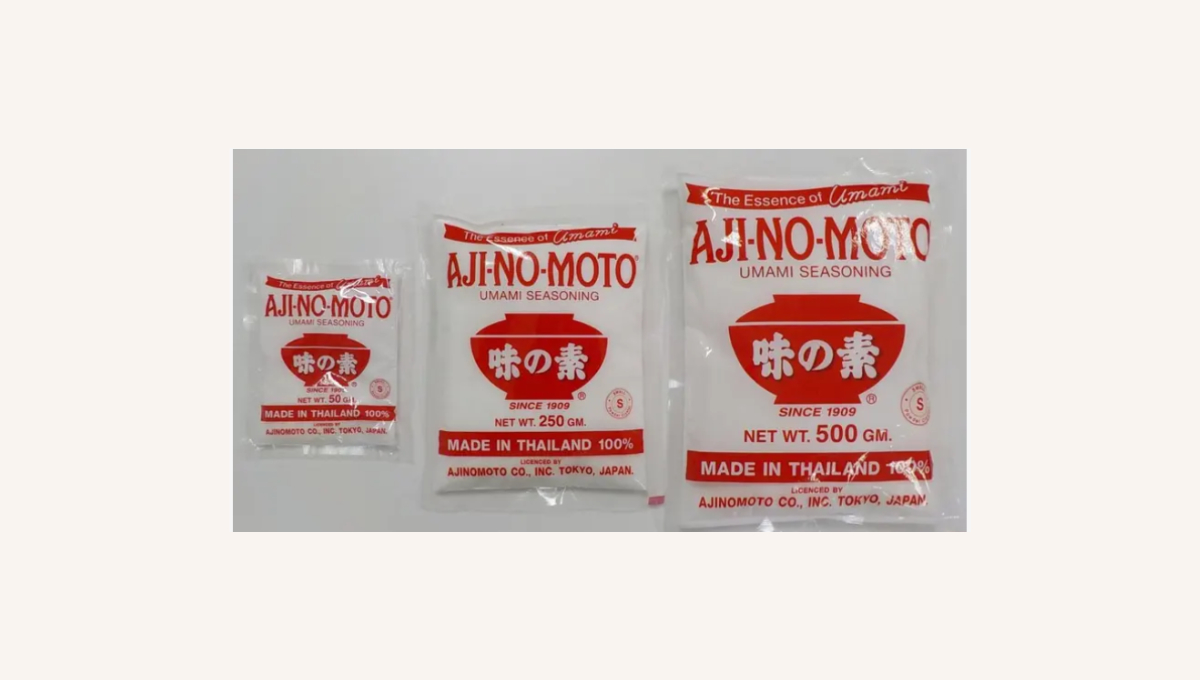 The Essence of Umami
AJI-NO-MOTO
UMAMI SEASONING
味の素
®
SINCE 1909
NET WT. 50 GM.
S
MADE IN THAILAND 100%
LICENCED BY
AJINOMOTO CO., INC. TOKYO, JAPAN.
The Essence of Umami
AJI-NO-MOTO®
UMAMI SEASONING
味の素
®
SINCE 1909
NET WT. 250 GM.
S
MADE IN THAILAND 100%
LICENCED BY
AJINOMOTO CO., INC. TOKYO, JAPAN.
The Essence of Umami
AJI-NO-MOTO
UMAMI SEASONING
味の素
®
SINCE 1909
NET WT. 500 GM.
S
MADE IN THAILAND 100%
LICENCED BY
AJINOMOTO CO., INC. TOKYO, JAPAN.